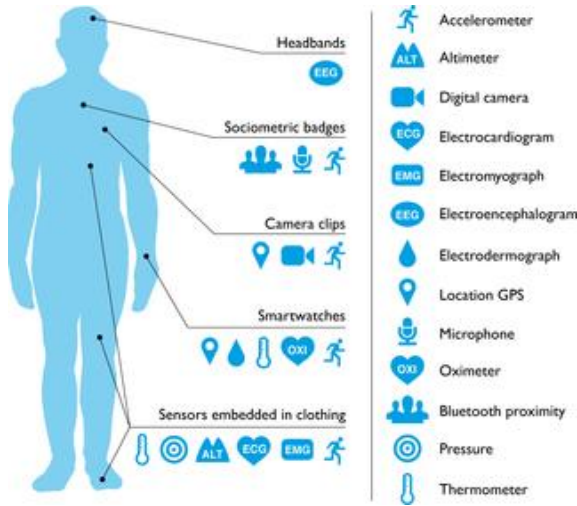 Headbands
EEG
Sociometric badges
Camera clips
Smartwatches
OXI
Sensors embedded in clothing
ALT ECG EMG
Accelerometer
ALT Altimeter
Digital camera
ECG Electrocardiogram
EMG Electromyograph
EEG Electroencephalogram
Electrodermograph
Location GPS
Microphone
OXI Oximeter
Bluetooth proximity
Pressure
Thermometer